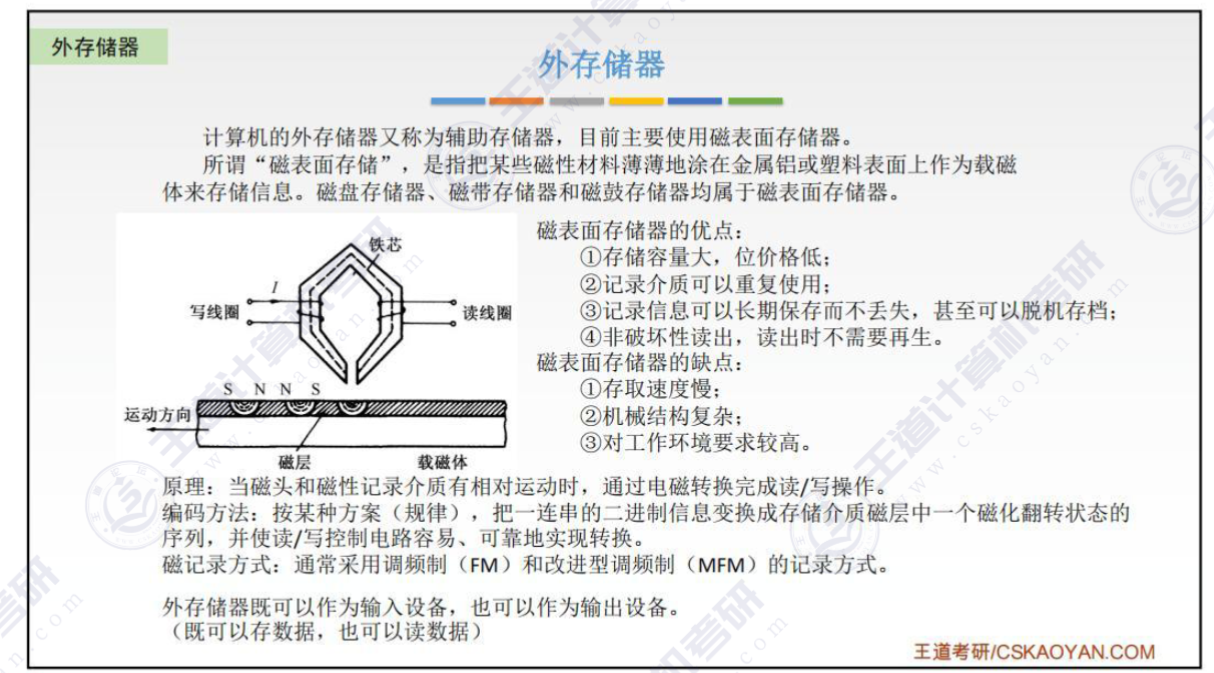 外存储器
外存储器
计算机的外存储器又称为辅助存储器，目前主要使用磁表面存储器。
所谓“磁表面存储”，是指把某些磁性材料薄薄地涂在金属铝或塑料表面上作为载磁
体来存储信息。磁盘存储器、磁带存储器和磁鼓存储器均属于磁表面存储器。
铁芯
I
写线圈
读线圈
S N N S
运动方向
磁层
载磁体
磁表面存储器的优点：
①存储容量大，位价格低；
②记录介质可以重复使用；
③记录信息可以长期保存而不丢失，甚至可以脱机存档；
④非破坏性读出，读出时不需要再生。
磁表面存储器的缺点：
①存取速度慢；
②机械结构复杂；
③对工作环境要求较高。
原理：当磁头和磁性记录介质有相对运动时，通过电磁转换完成读/写操作。
编码方法：按某种方案（规律），把一连串的二进制信息变换成存储介质磁层中一个磁化翻转状态的
序列，并使读/写控制电路容易、可靠地实现转换。
磁记录方式：通常采用调频制（FM）和改进型调频制（MFM）的记录方式。
外存储器既可以作为输入设备，也可以作为输出设备。
（既可以存数据，也可以读数据）
王道考研/CSKAOYAN.COM